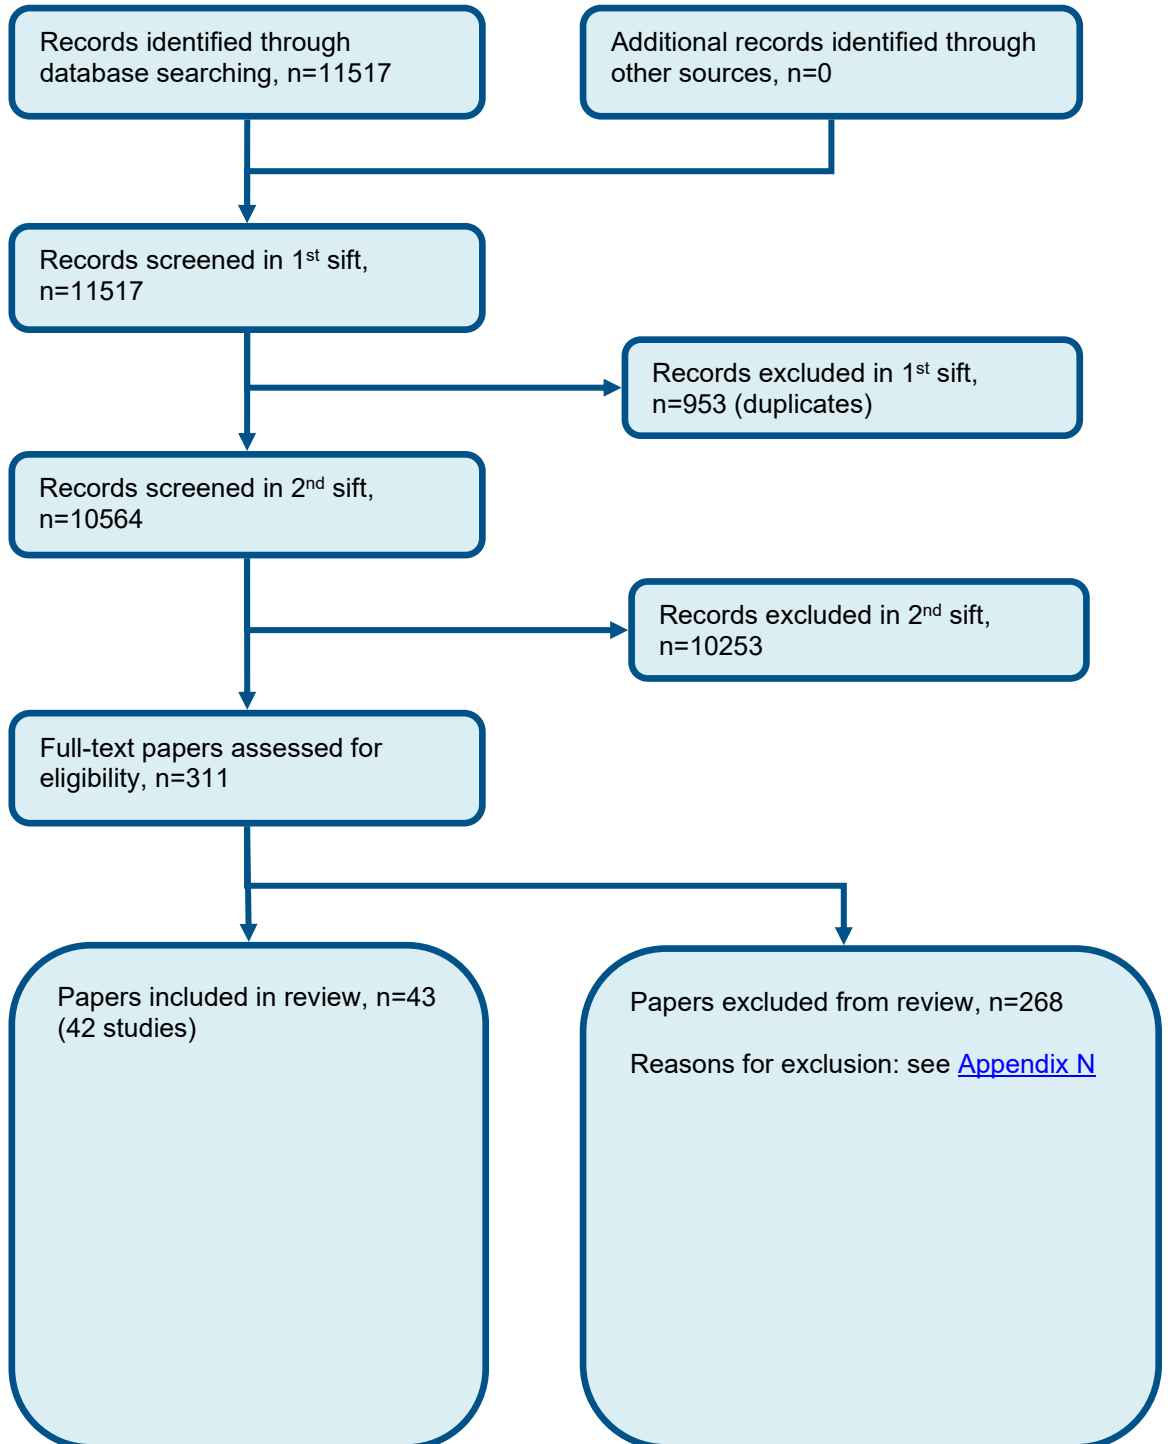 Records identified through
database searching, n=11517
Additional records identified through
other sources, n=0
Records screened in 1st sift,
n=11517
Records excluded in 1st sift,
n=953 (duplicates)
Records screened in 2nd sift,
n=10564
Records excluded in 2nd sift,
n=10253
Full-text papers assessed for
eligibility, n=311
Papers included in review, n=43
(42 studies)
Papers excluded from review, n=268
Reasons for exclusion: see Appendix N